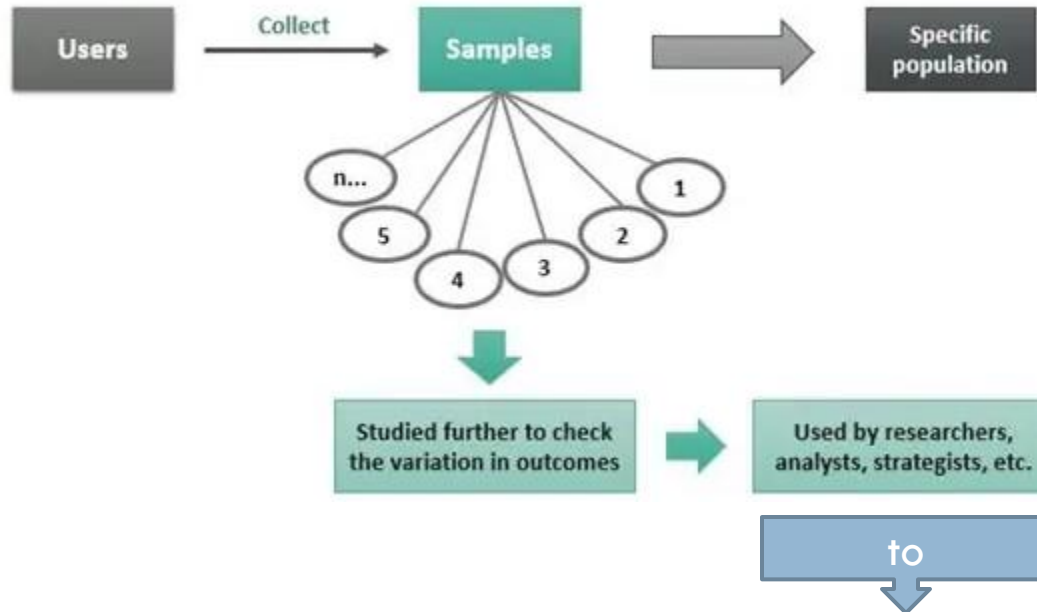 Users
Collect
Samples
Specific
population
n...
1
5
2
4
3
Studied further to check
the variation in outcomes
Used by researchers,
analysts, strategists, etc.
to